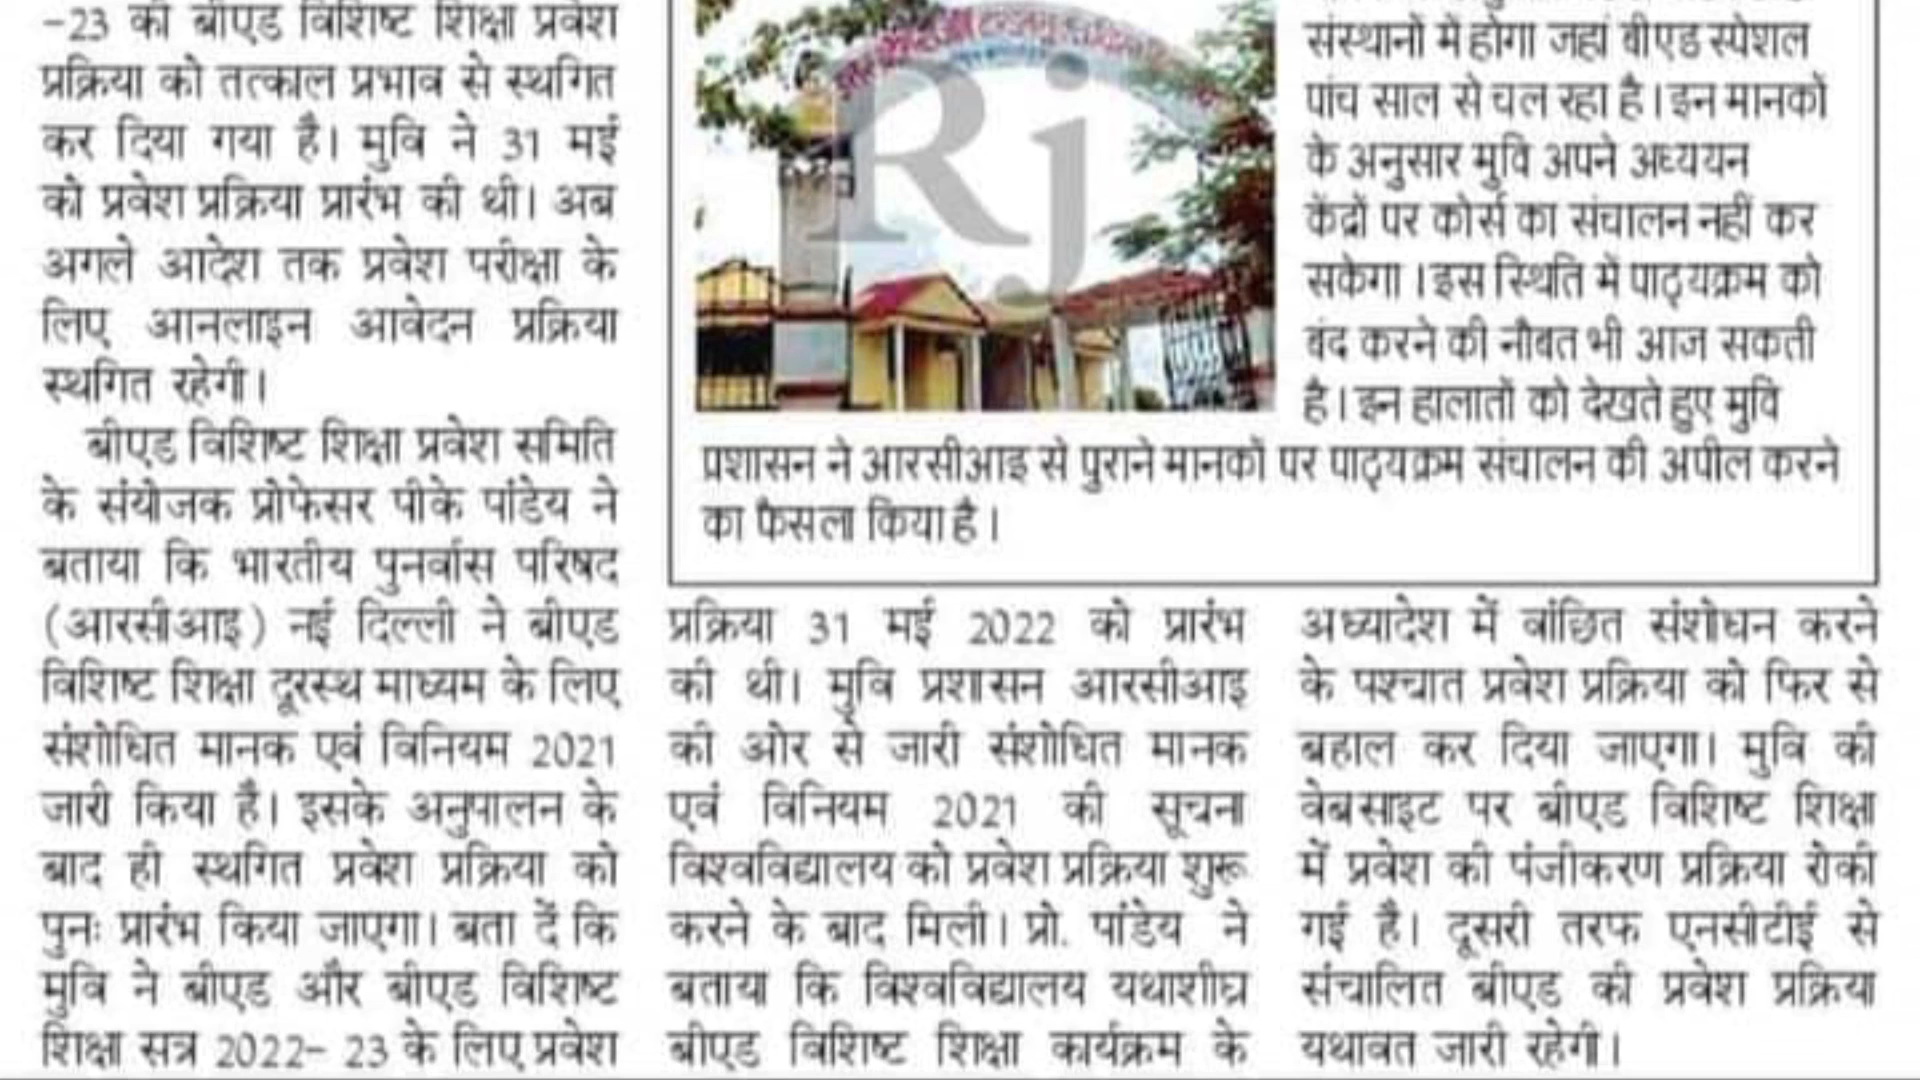 -23 की बीएड विशिष्ट शिक्षा प्रवेश
प्रक्रिया को तत्काल प्रभाव से स्थगित
कर दिया गया है। मुवि ने 31 मई
को प्रवेश प्रक्रिया प्रारंभ की थी। अब
अगले आदेश तक प्रवेश परीक्षा के
लिए आनलाइन आवेदन प्रक्रिया
स्थगित रहेगी।
बीएड विशिष्ट शिक्षा प्रवेश समिति
के संयोजक प्रोफेसर पीके पांडेय ने
बताया कि भारतीय पुनर्वास परिषद
(आरसीआइ) नई दिल्ली ने बीएड
विशिष्ट शिक्षा दूरस्थ माध्यम के लिए
संशोधित मानक एवं विनियम 2021
जारी किया है। इसके अनुपालन के
बाद ही स्थगित प्रवेश प्रक्रिया को
पुनः प्रारंभ किया जाएगा। बता दें कि
मुवि ने बीएड और बीएड विशिष्ट
शिक्षा सत्र 2022- 23 के लिए प्रवेश
Rj
संस्थानों में होगा जहां बीएड स्पेशल
पांच साल से चल रहा है। इन मानकों
के अनुसार मुवि अपने अध्ययन
केंद्रों पर कोर्स का संचालन नहीं कर
सकेगा। इस स्थिति में पाठ्यक्रम को
बंद करने की नौबत भी आज सकती
है। इन हालातों को देखते हुए मुवि
प्रशासन ने आरसीआइ से पुराने मानकों पर पाठ्यक्रम संचालन की अपील करने
का फैसला किया है।
प्रक्रिया 31 मई 2022 को प्रारंभ
की थी। मुवि प्रशासन आरसीआइ
की ओर से जारी संशोधित मानक
एवं विनियम 2021 की सूचना
विश्वविद्यालय को प्रवेश प्रक्रिया शुरू
करने के बाद मिली। प्रो. पांडेय ने
बताया कि विश्वविद्यालय यथाशीघ्र
बीएड विशिष्ट शिक्षा कार्यक्रम के
अध्यादेश में वांछित संशोधन करने
के पश्चात प्रवेश प्रक्रिया को फिर से
बहाल कर दिया जाएगा। मुवि की
वेबसाइट पर बीएड विशिष्ट शिक्षा
में प्रवेश की पंजीकरण प्रक्रिया रोकी
गई है। दूसरी तरफ एनसीटीई से
संचालित बीएड की प्रवेश प्रक्रिया
यथावत जारी रहेगी।